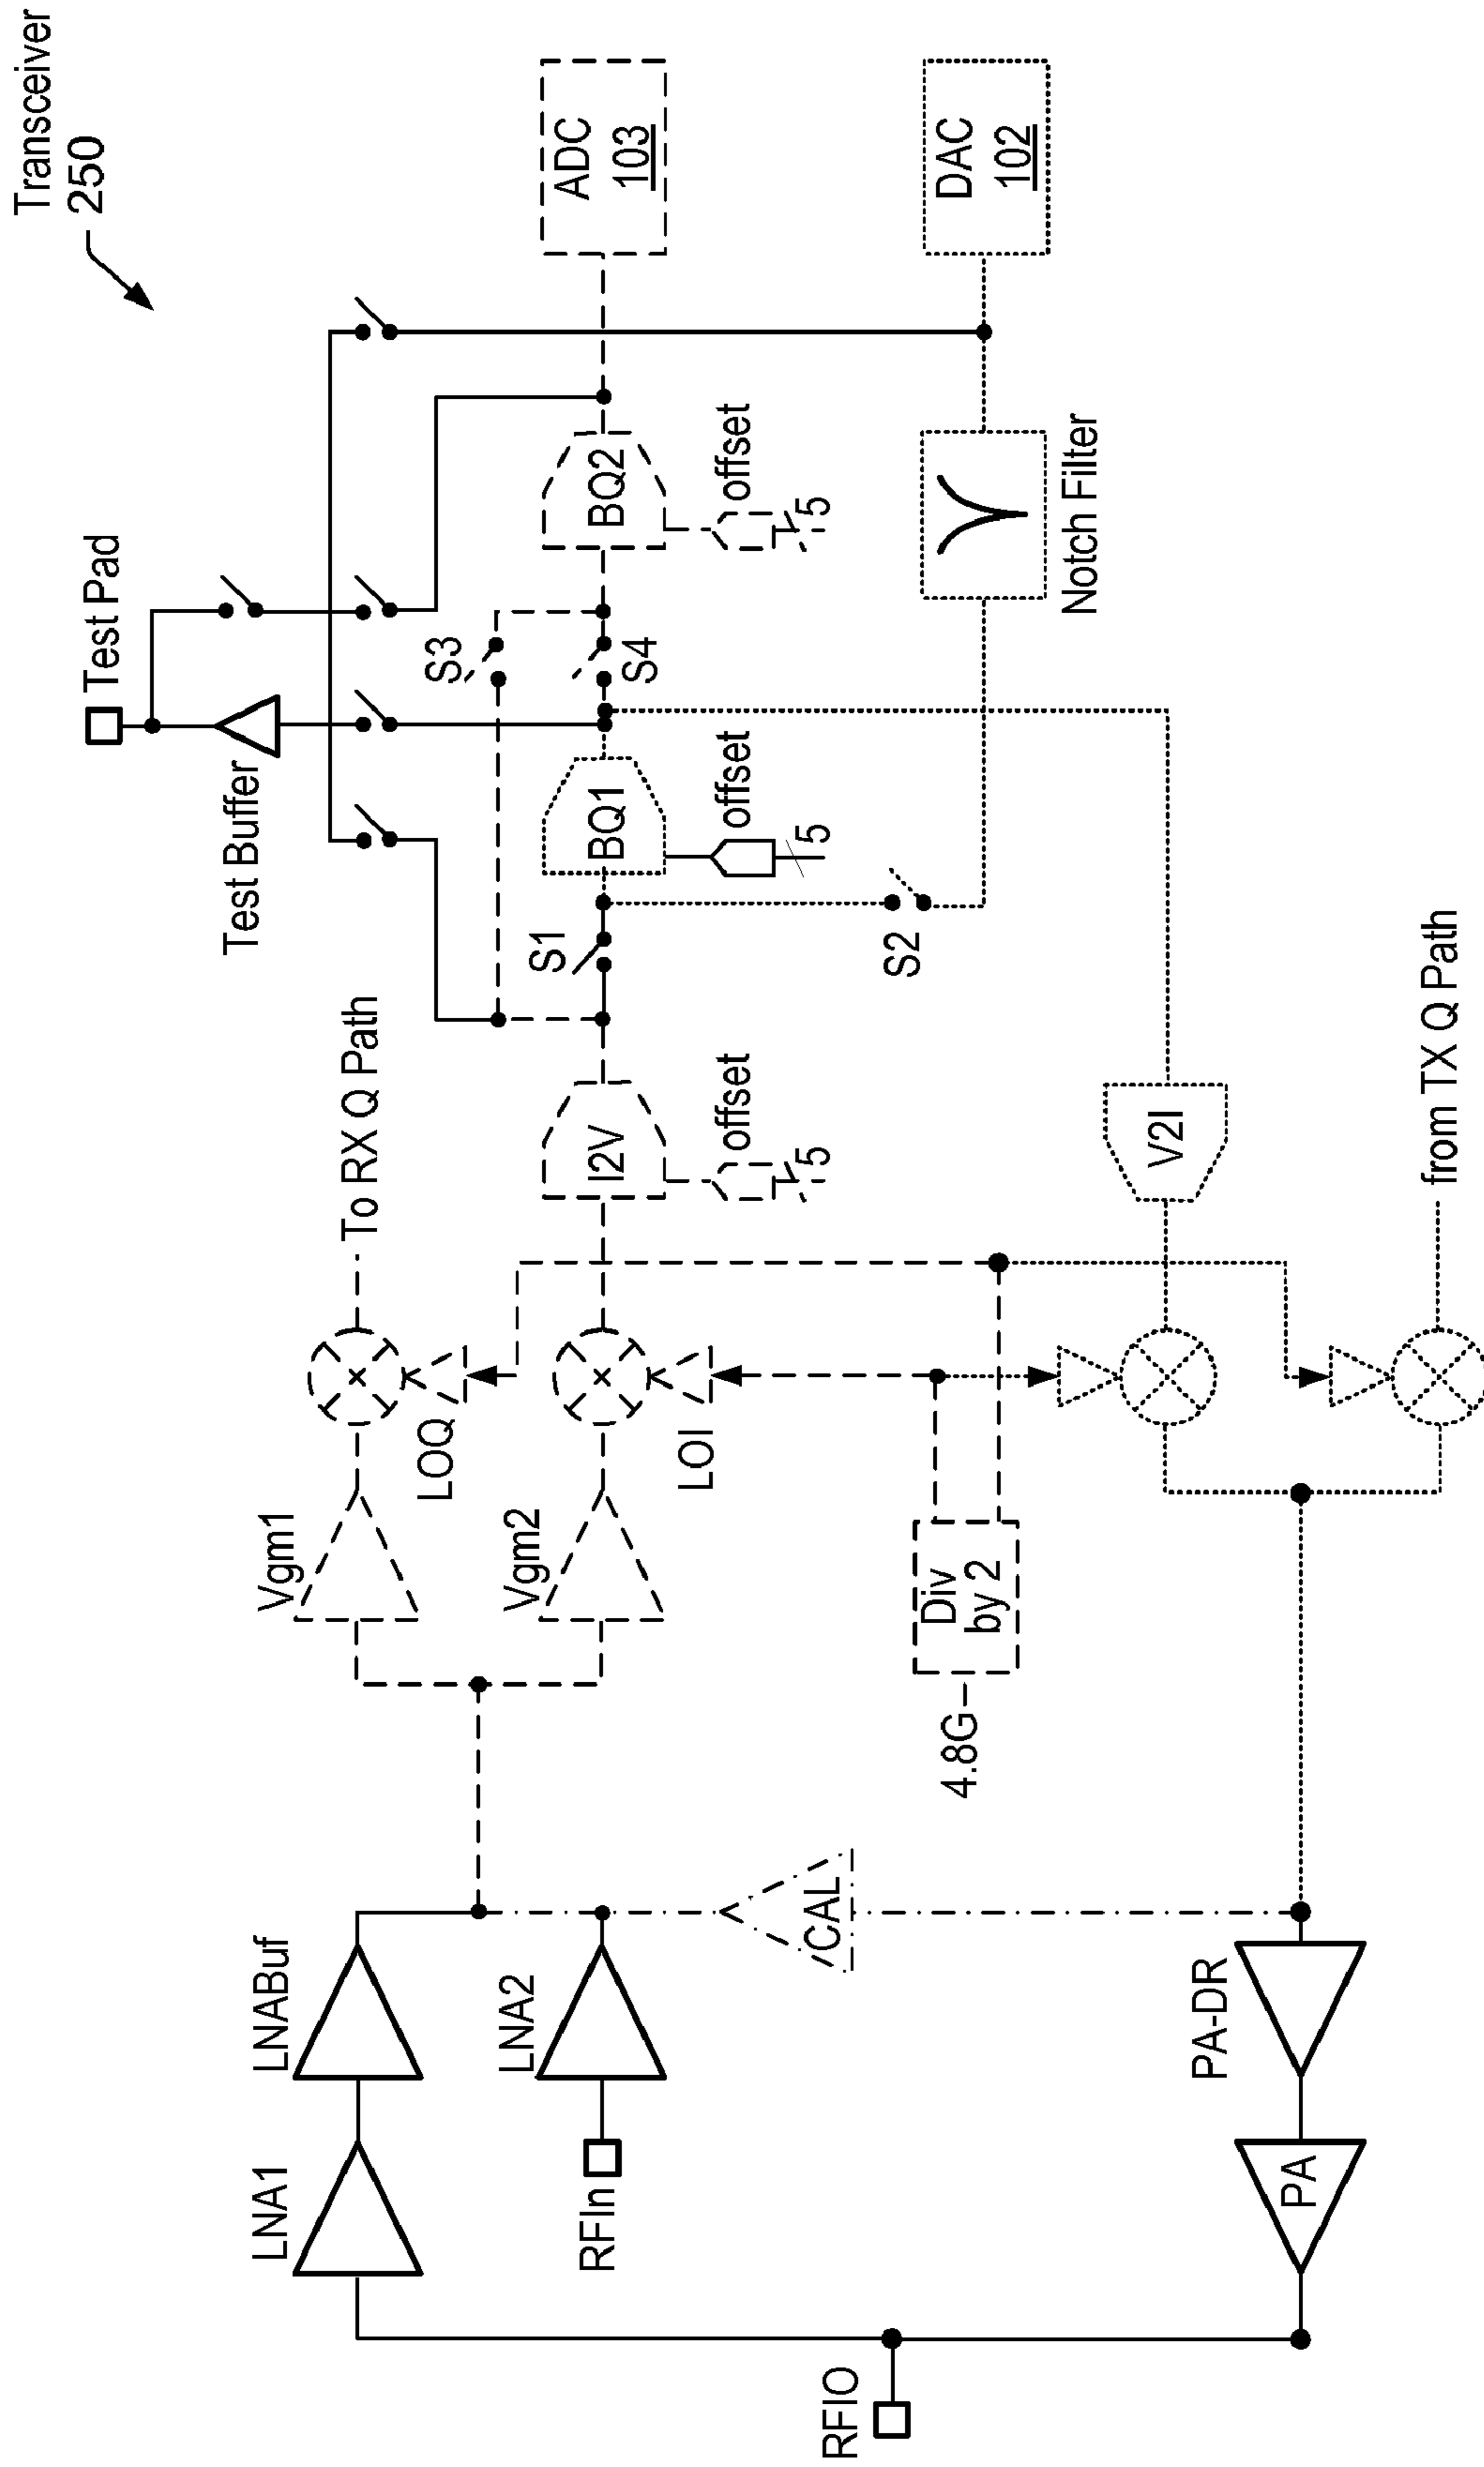 Transceiver
250
Test Pad
Test Buffer
To RX Q Path
Vgm1
LNABuf
LNA1
LOQ
S3
ADC
103
BQ2
S4
BQ1
S1
I2V
Vgm2
LNA2
RFIn
LOI
offset
5
offset
5
offset
5
DAC
102
Notch Filter
S2
Div
by 2
4.8G
CAL
RFIO
V2I
PA-DR
PA
from TX Q Path